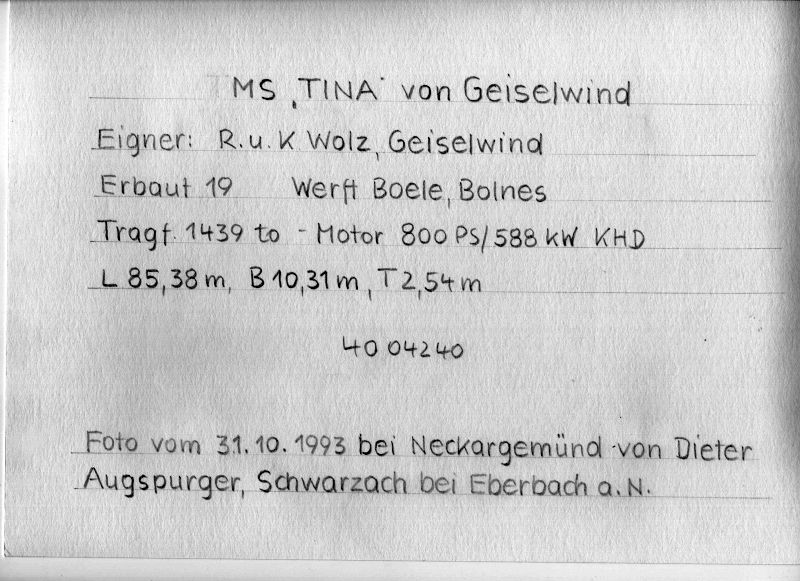 MS ‚TINA‘ von Geiselwind
Eigner: R. u. K Wolz, Geiselwind
Erbaut 19 Werft Boele, Bolnes
Tragf. 1439 to - Motor 800 PS/588 kW KHD
L 85,38 m, B 10,31 m, T 2,54 m
40 04240
Foto vom 31.10.1993 bei Neckargemünd von Dieter
Augspurger, Schwarzach bei Eberbach a. N.